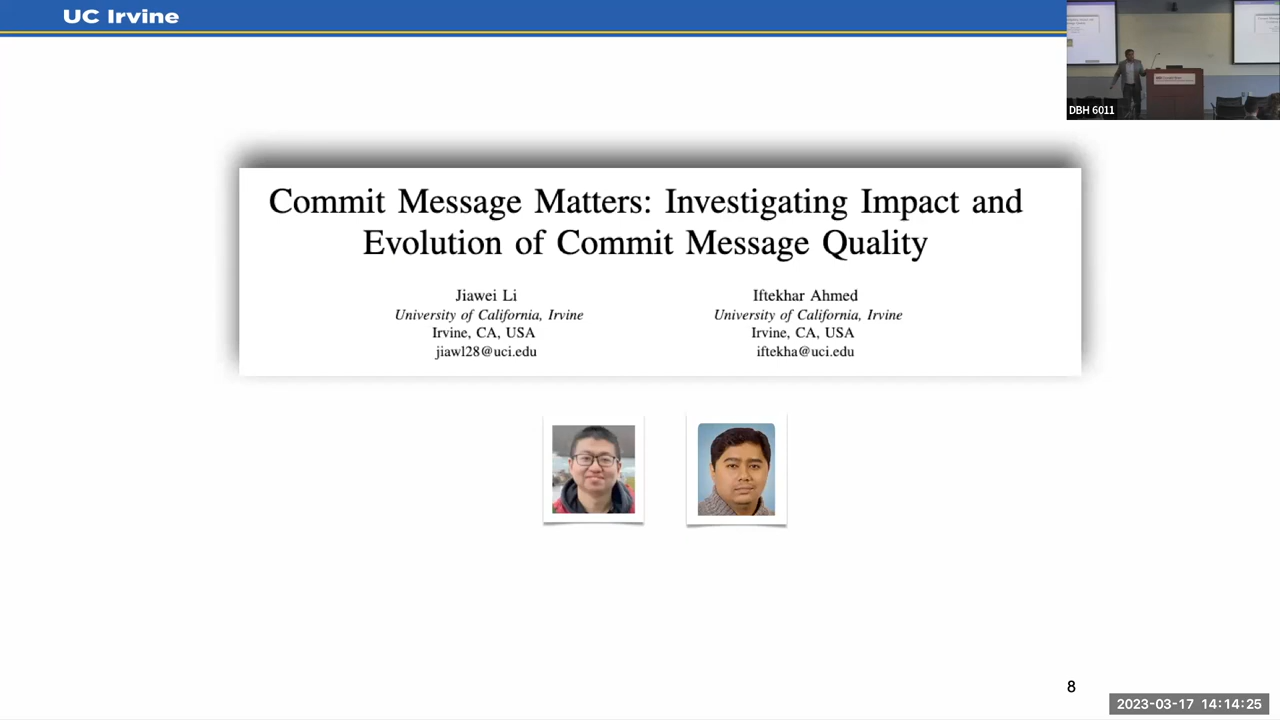 UC Irvine
DBH 6011
Commit Message Matters: Investigating Impact and
Evolution of Commit Message Quality
Jiawei Li
University of California, Irvine
Irvine, CA, USA
jiawl28@uci.edu
Iftekhar Ahmed
University of California, Irvine
Irvine, CA, USA
iftekha@uci.edu
8
2023-03-17 14:14:25